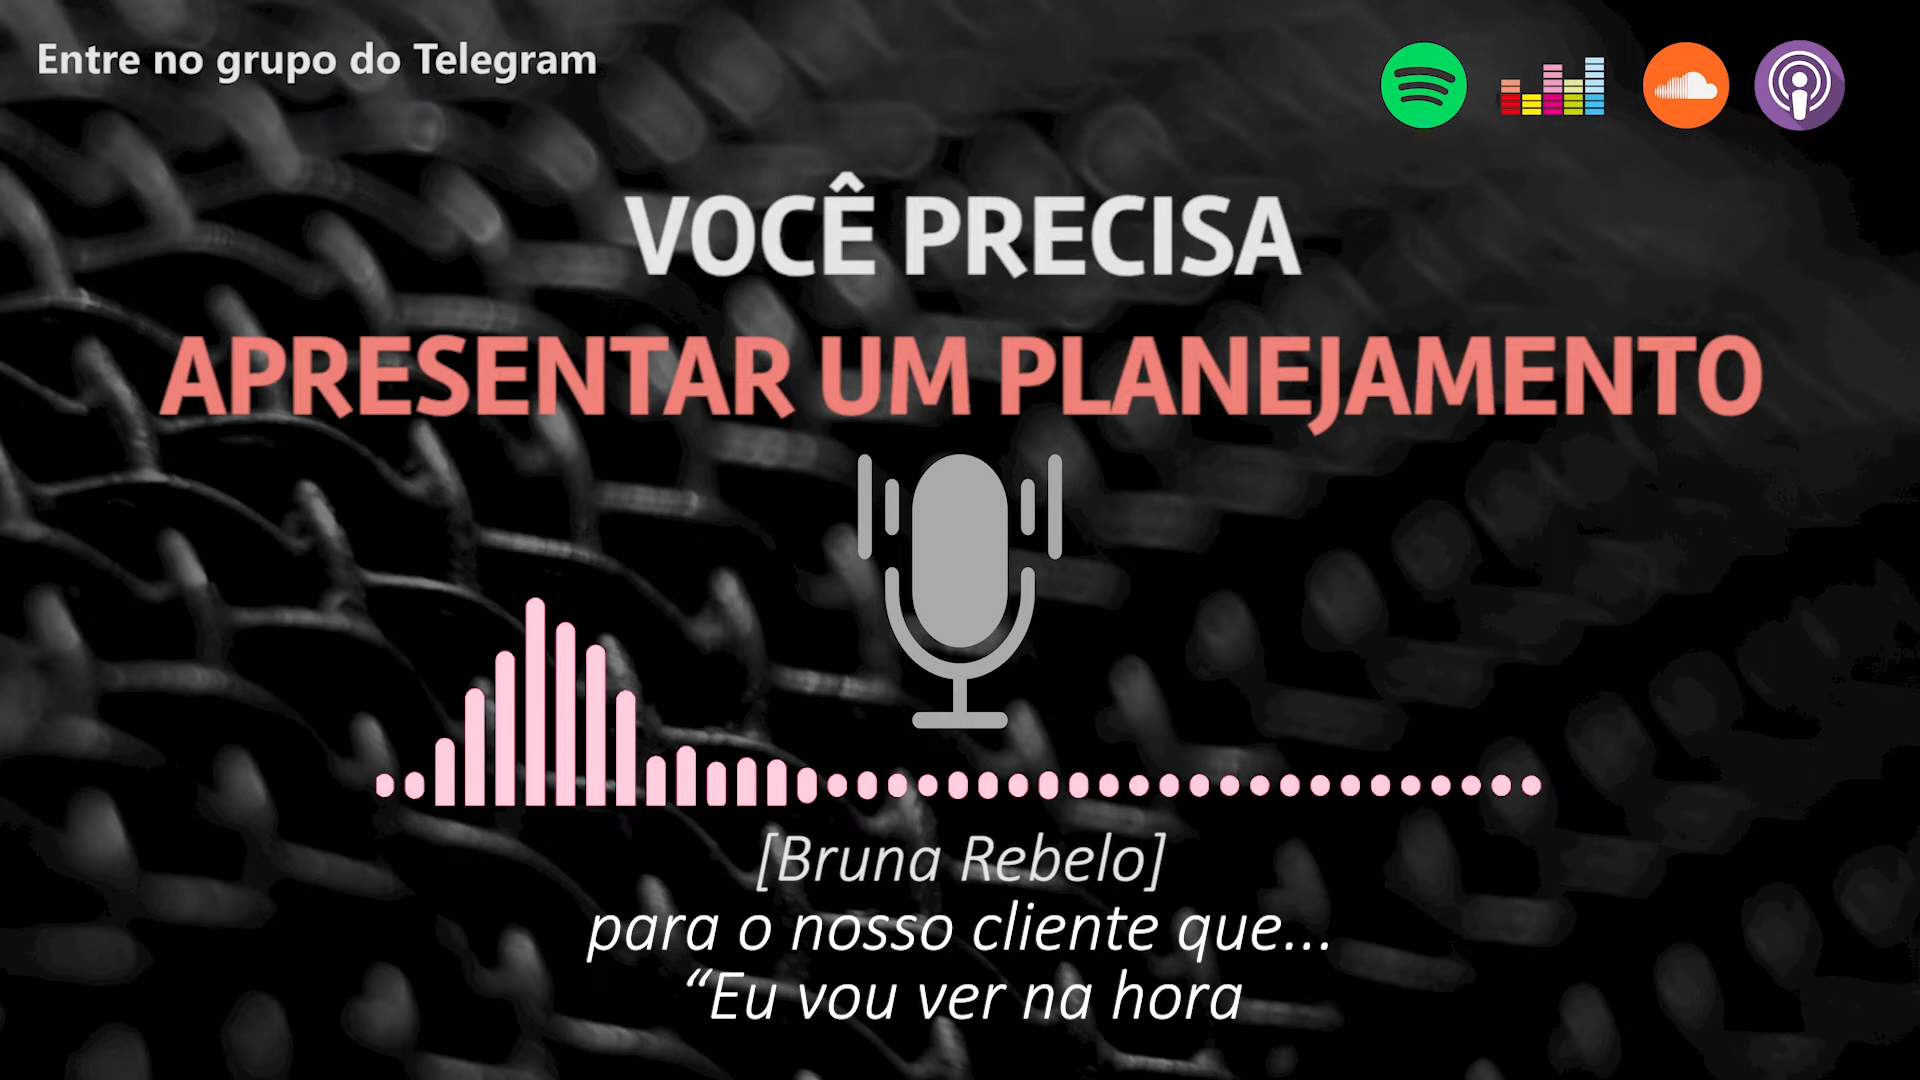 Entre no grupo do Telegram
VOCÊ PRECISA
APRESENTAR UM PLANEJAMENTO
[Bruna Rebelo]
para o nosso cliente que...
“Eu vou ver na hora